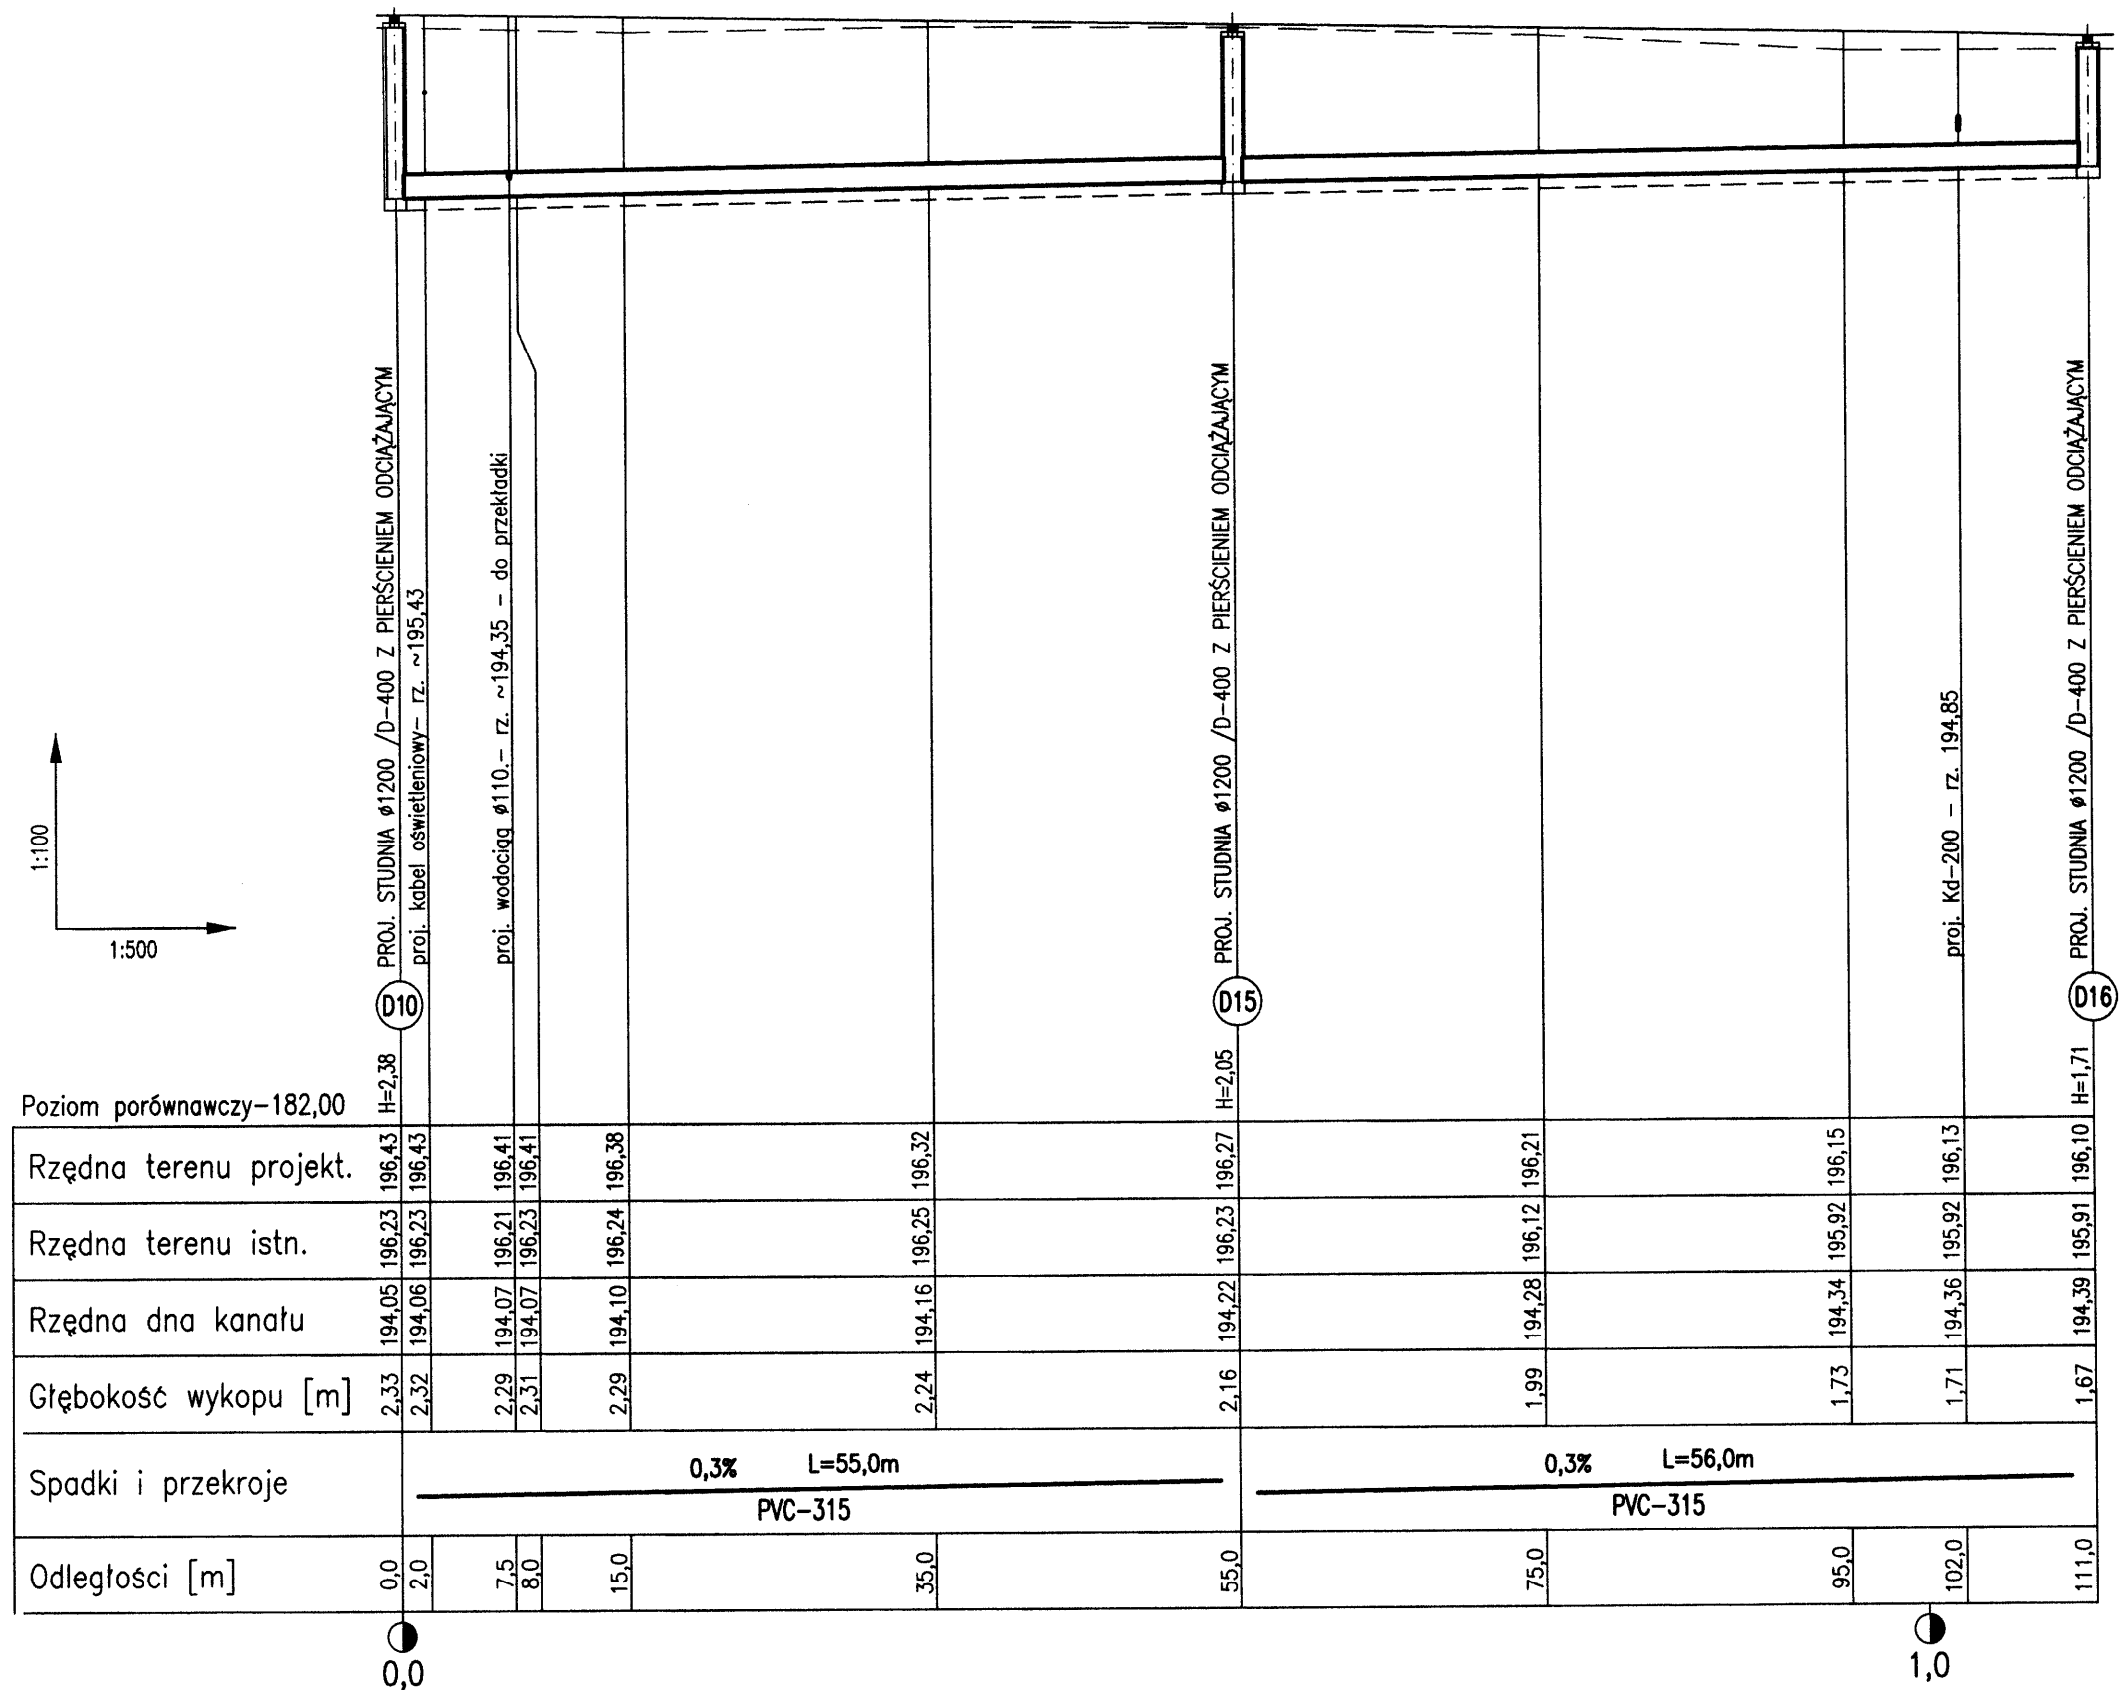 PROJ. STUDNIA ø1200 /D-400 Z PIERŚCIENIEM ODCIĄŻAJĄCYM
proj. kabel oświetleniowy- rz. ~195,43
proj. wodociąg ø110.- rz. ~194,35 - do przekładki
PROJ. STUDNIA ø1200 /D-400 Z PIERŚCIENIEM ODCIĄŻAJĄCYM
proj. Kd-200 - rz. 194,85
PROJ. STUDNIA ø1200 /D-400 Z PIERŚCIENIEM ODCIĄŻAJĄCYM
1:100
1:500
D10 D15 D16
Poziom porównawczy-182,00 H=2,38 H=2,05 H=1,71
Rzędna terenu projekt. 196,43 196,43 196,41 196,41 196,38 196,32 196,27 196,21 196,15 196,13 196,10
Rzędna terenu istn. 196,23 196,23 196,21 196,23 196,24 196,25 196,23 196,12 195,92 195,92 195,91
Rzędna dna kanału 194,05 194,06 194,07 194,07 194,10 194,16 194,22 194,28 194,34 194,36 194,39
Głębokość wykopu [m] 2,33 2,32 2,29 2,31 2,29 2,24 2,16 1,99 1,73 1,71 1,67
Spadki i przekroje
0,3% L=55,0m 0,3% L=56,0m
PVC-315 PVC-315
Odległości [m] 0,0 2,0 7,5 8,0 15,0 35,0 55,0 75,0 95,0 102,0 111,0
0,0 1,0